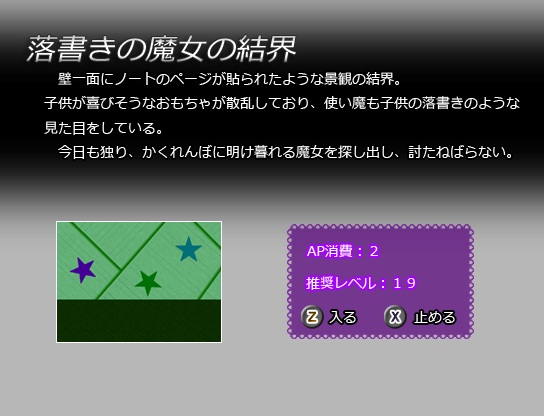 落書きの魔女の結界
壁一面にノートのページが貼られたような景観の結界。
子供が喜びそうなおもちゃが散乱しており、使い魔も子供の落書きのような
見た目をしている。
今日も独り、かくれんぼに明け暮れる魔女を探し出し、討たねばらない。
AP消費：２
推奨レベル：１９
Z 入る
X 止める